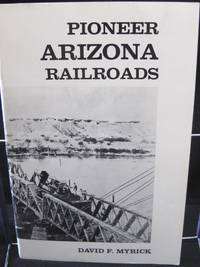 PIONEER
ARIZONA
RAILROADS
DAVID F. MYRICK